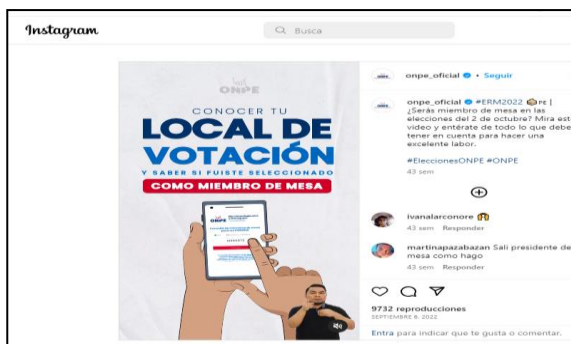 Instagram
Busca
ONPE
CONOCER TU
LOCAL DE
VOTACIÓN
Y SABER SI FUISTE SELECCIONADO
COMO MIEMBRO DE MESA
ONPE
onpe_oficial • Seguir
onpe_oficial #ERM2022 |
¿Serás miembro de mesa en las
elecciones del 2 de octubre? Mira est
video y entérate de todo lo que debe
tener en cuenta para hacer una
excelente labor.
#EleccionesONPE #ONPE
43 sem
ivanalarconore
43 sem Responder
martinapazabazan Sali presidente de
mesa como hago
43 sem Responder
9732 reproducciones
SEPTIEMBRE 6, 2022
Entra para indicar que te gusta o comentar.